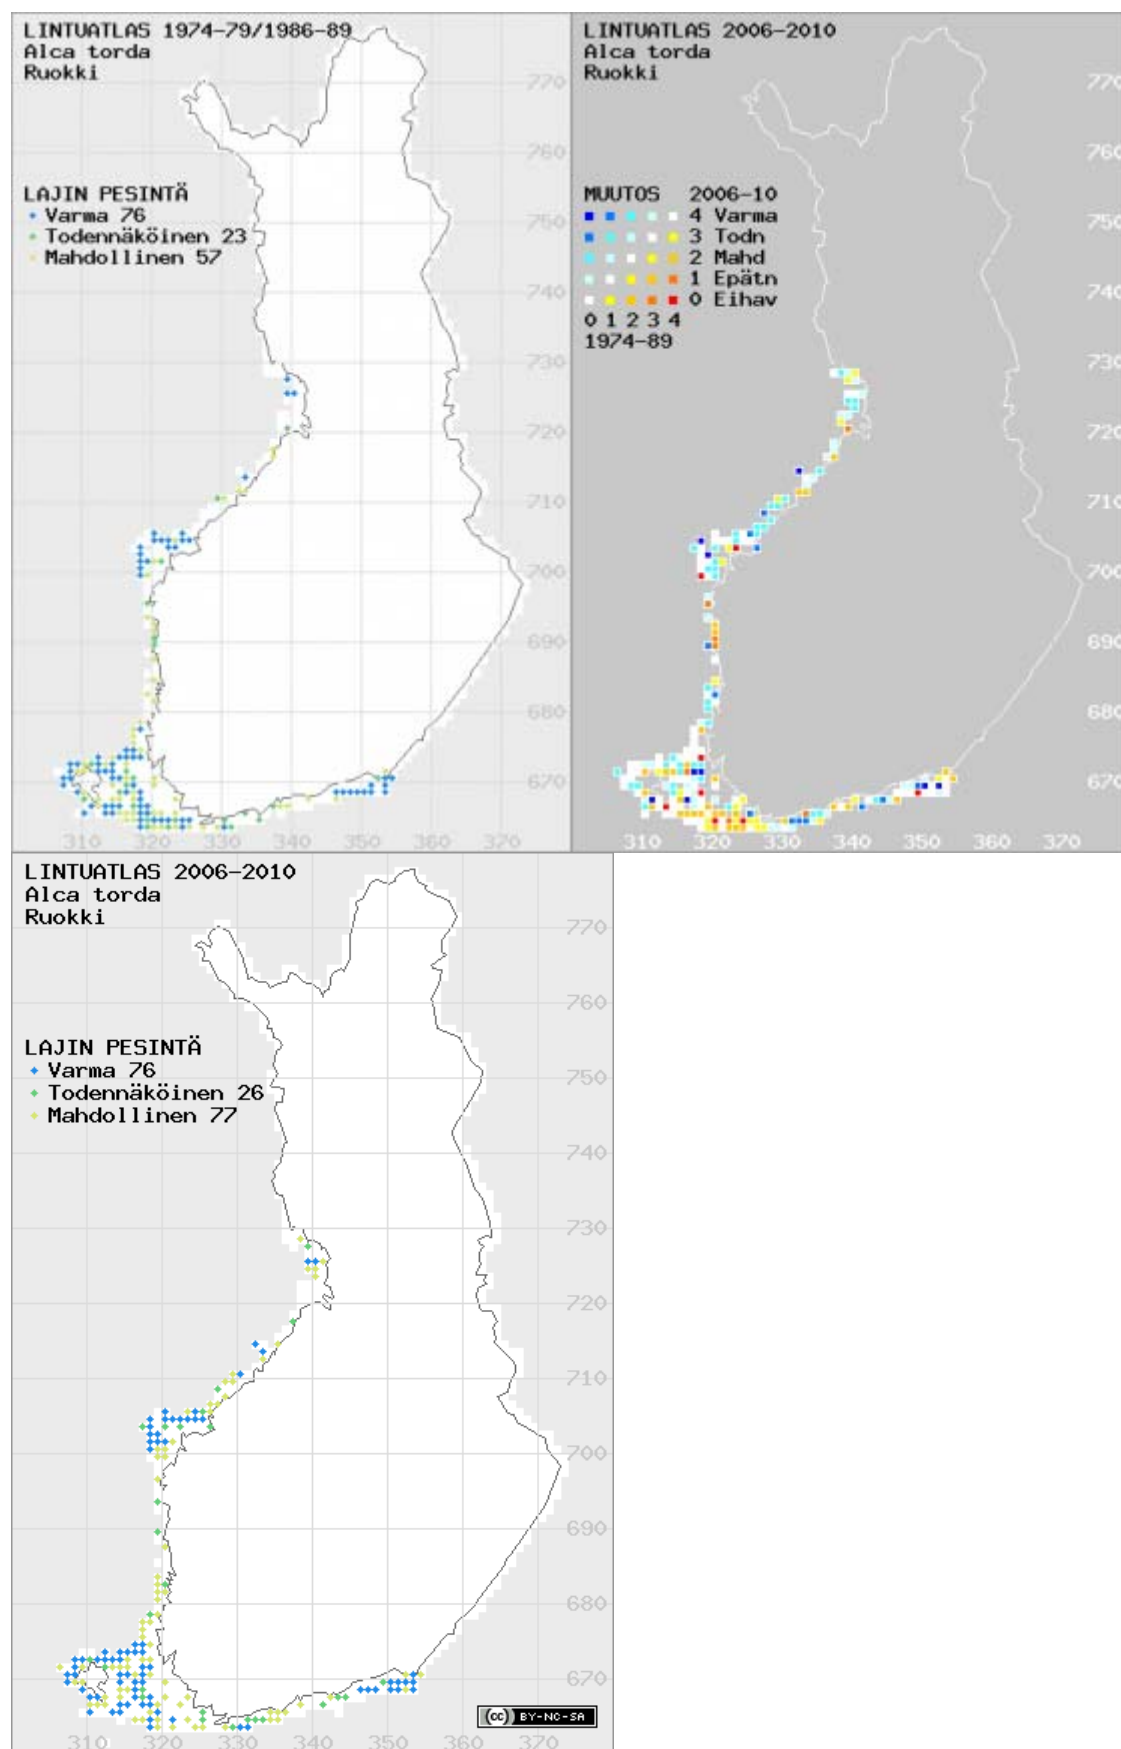 LINTUATLAS 1974-79/1986-89
Alca torda
Ruokki
LAJIN PESINTÄ
Varma 76
Todennäköinen 23
Mahdollinen 57
770
760
750
740
730
720
710
700
690
680
670
310 320 330 340 350 360 370
LINTUATLAS 2006-2010
Alca torda
Ruokki
MUUTOS 2006-10
4 Varma
3 Todn
2 Mahd
1 Epätn
0 Eihav
0 1 2 3 4
1974-89
770
760
750
740
730
720
710
700
690
680
670
310 320 330 340 350 360 370
LINTUATLAS 2006-2010
Alca torda
Ruokki
LAJIN PESINTÄ
Varma 76
Todennäköinen 26
Mahdollinen 77
770
760
750
740
730
720
710
700
690
680
670
310 320 330 340 350 360 370
cc BY-NC-SA